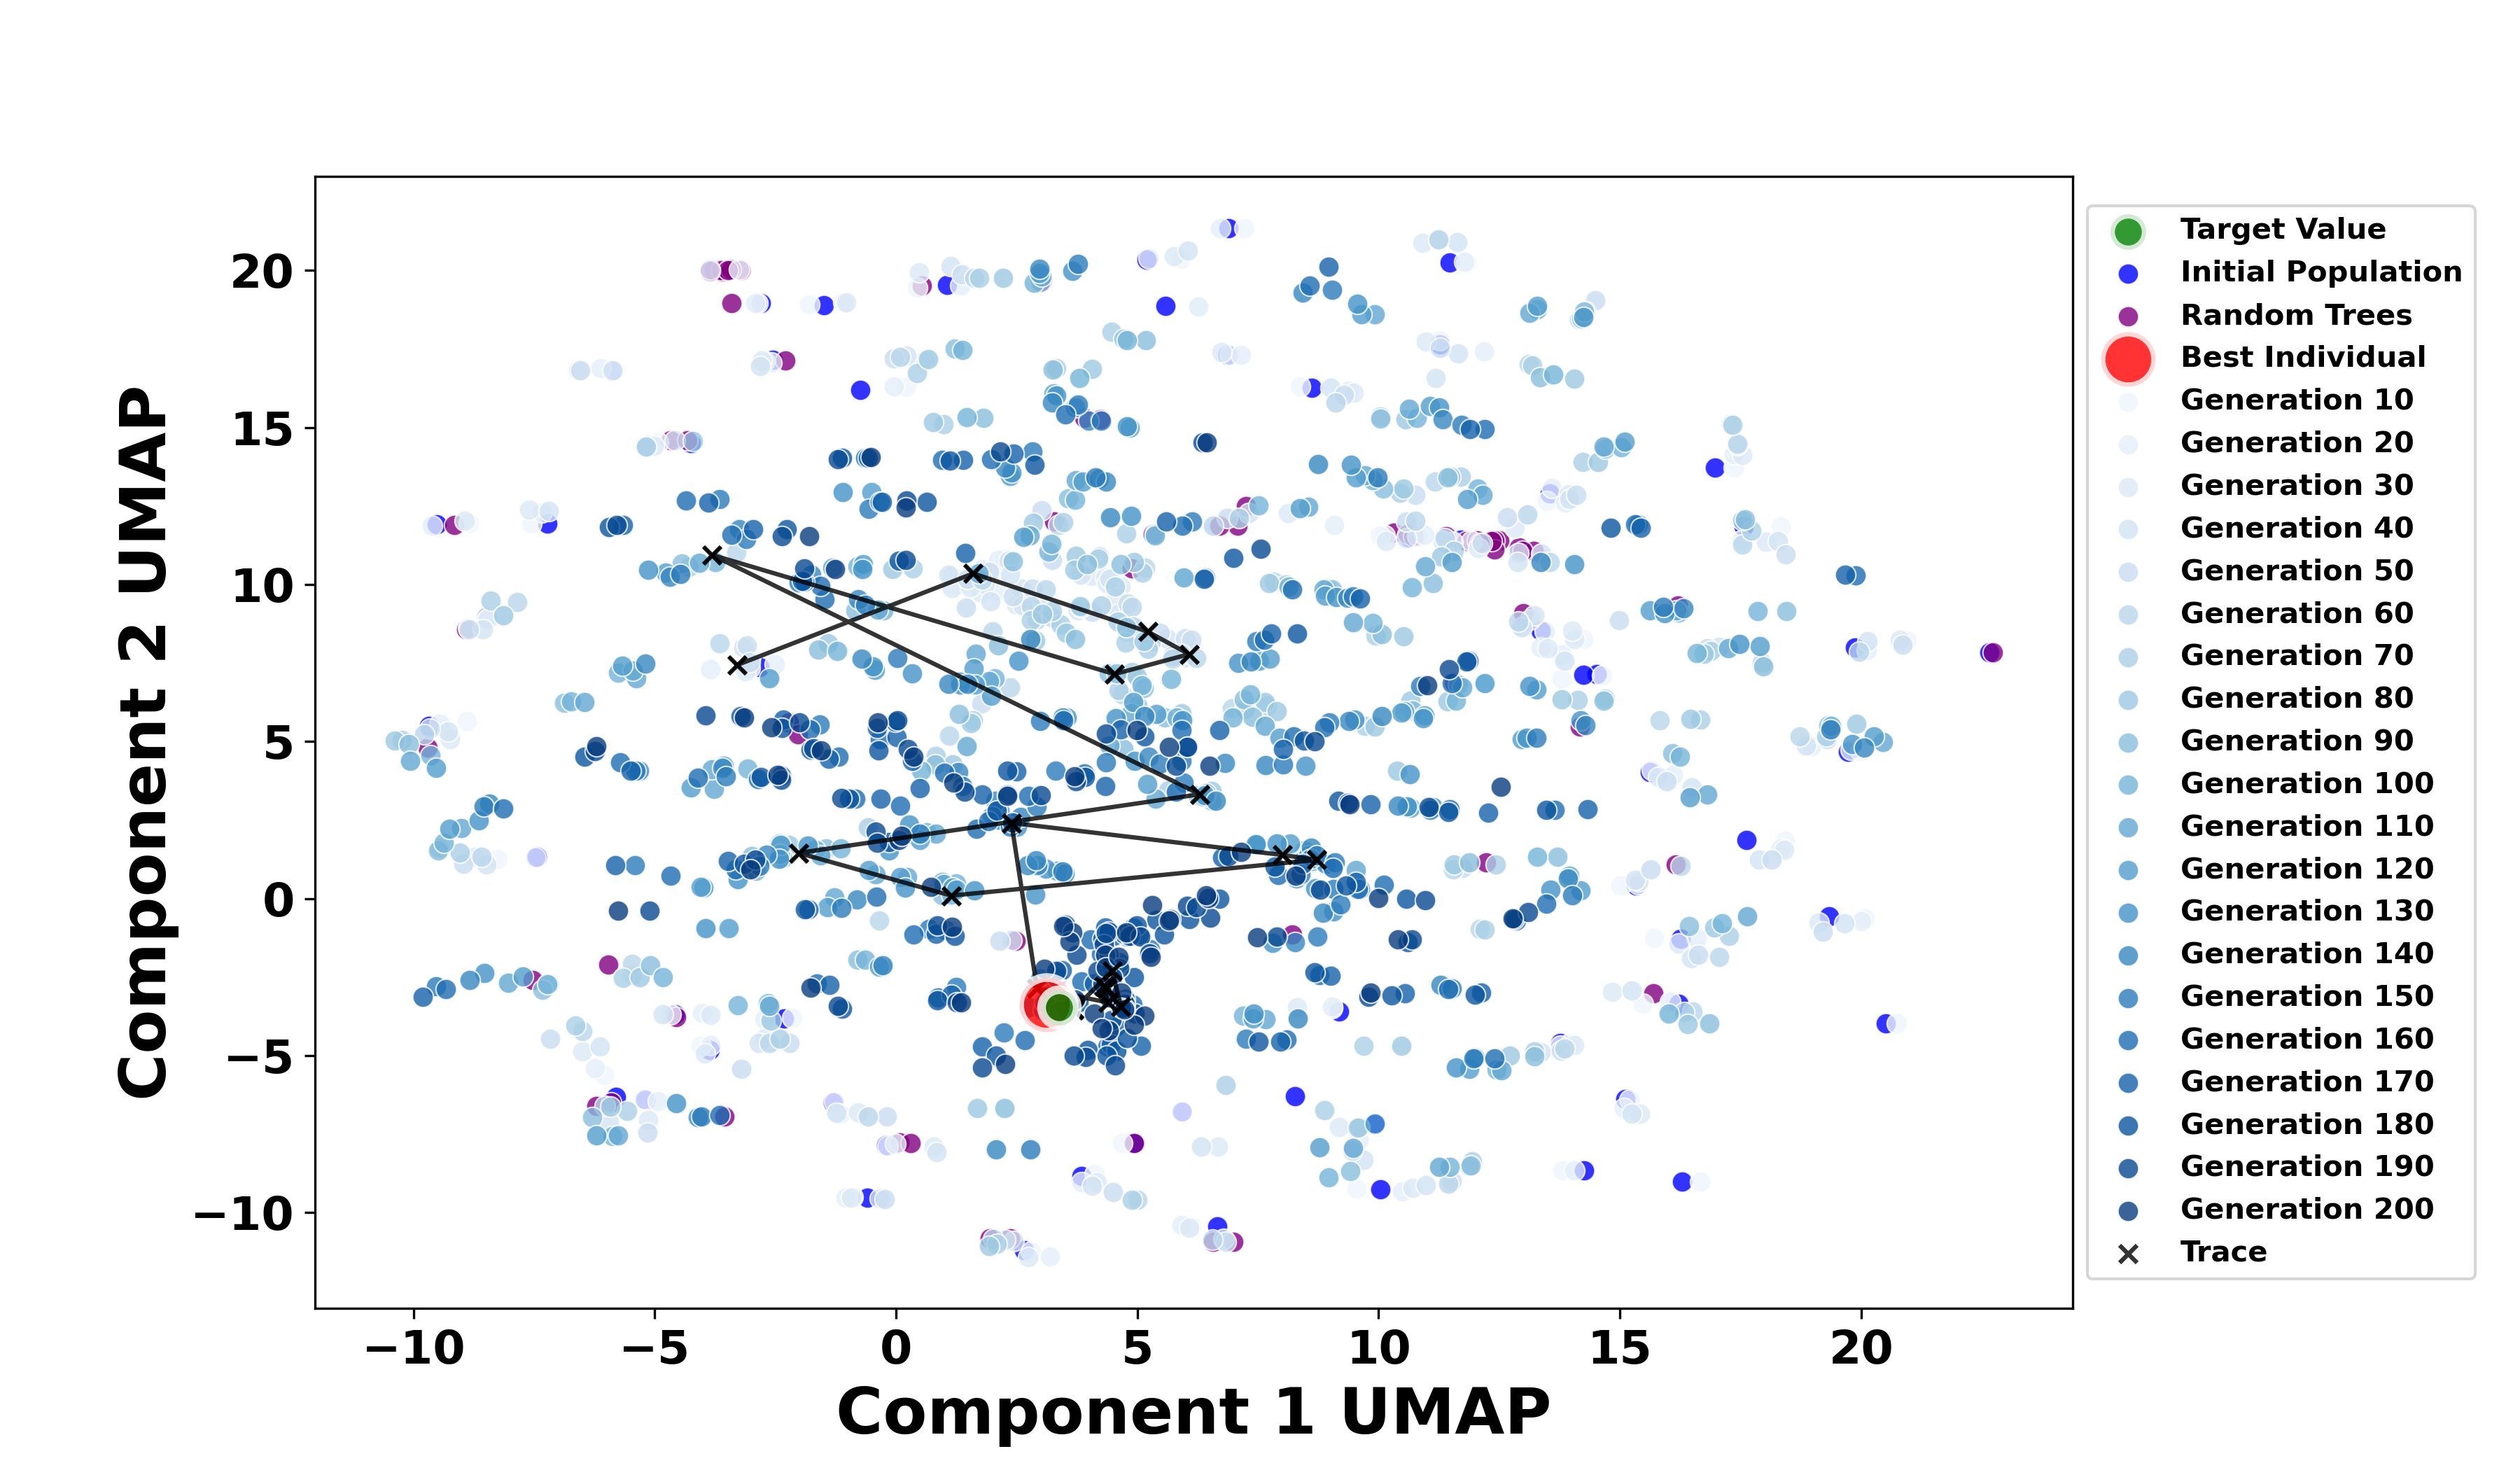 20
15
10
5
0
−5
−10
Component 2 UMAP
−10 −5 0 5 10 15 20
Component 1 UMAP
Target Value
Initial Population
Random Trees
Best Individual
Generation 10
Generation 20
Generation 30
Generation 40
Generation 50
Generation 60
Generation 70
Generation 80
Generation 90
Generation 100
Generation 110
Generation 120
Generation 130
Generation 140
Generation 150
Generation 160
Generation 170
Generation 180
Generation 190
Generation 200
Trace